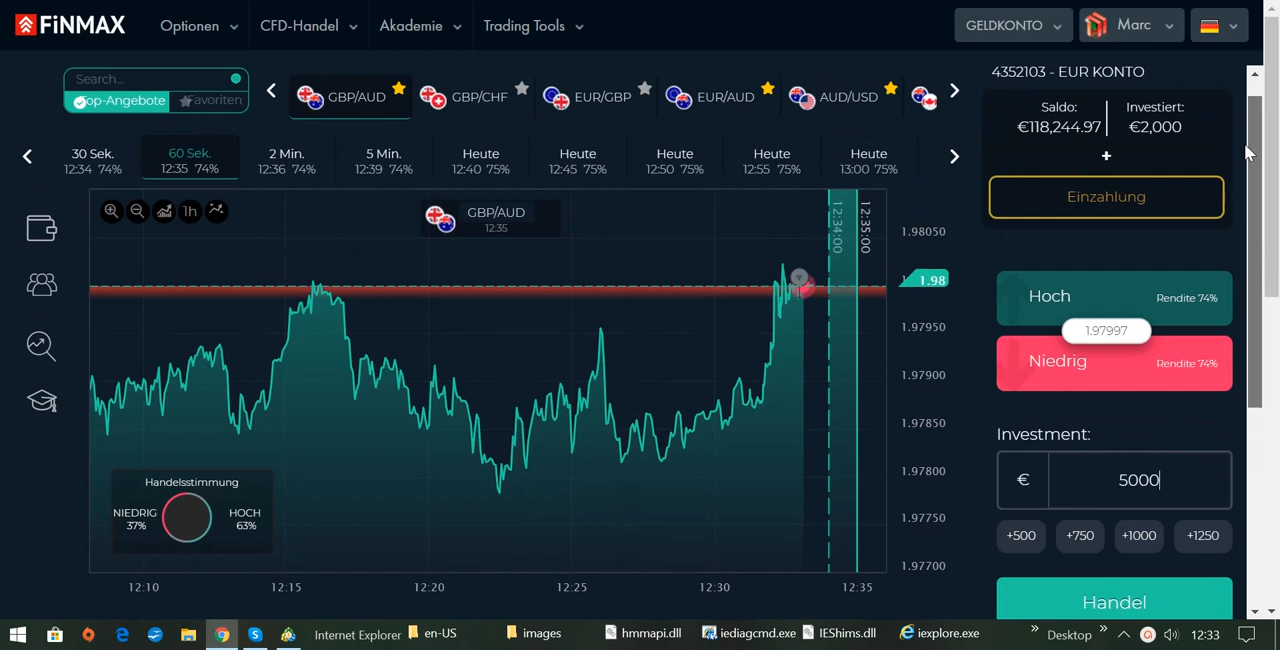 FiNMAX
Optionen
CFD-Handel
Akademie
Trading Tools
GELDKONTO
Marc
Search...
Top-Angebote
Favoriten
GBP/AUD
GBP/CHF
EUR/GBP
EUR/AUD
AUD/USD
4352103 - EUR KONTO
Saldo:
Investiert:
€118,244.97
€2,000
+
Einzahlung
30 Sek.
12:34 74%
60 Sek.
12:35 74%
2 Min.
12:36 74%
5 Min.
12:39 74%
Heute
12:40 75%
Heute
12:45 75%
Heute
12:50 75%
Heute
12:55 75%
Heute
13:00 75%
1h
GBP/AUD
12:35
12:34:00
12:35:00
1.98050
1.98
1.97950
1.97900
1.97850
1.97800
1.97750
1.97700
Hoch
Rendite 74%
1.97997
Niedrig
Rendite 74%
Investment:
€
5000
+500
+750
+1000
+1250
Handel
Handelsstimmung
NIEDRIG
37%
HOCH
63%
12:10
12:15
12:20
12:25
12:30
12:35
Internet Explorer
en-US
images
hmmapi.dll
iediagcmd.exe
IEShims.dll
iexplore.exe
Desktop
12:33